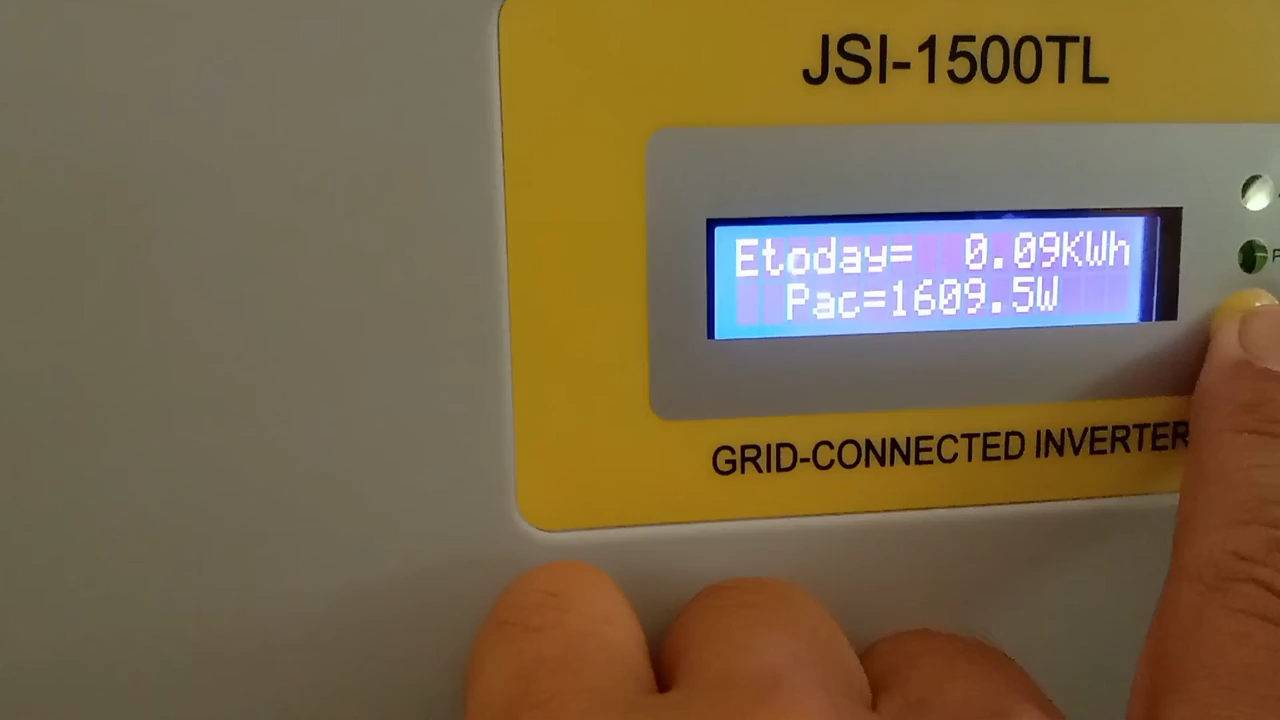 JSI-1500TL
Etoday= 0.09KWh
Pac=1609.5W
GRID-CONNECTED INVERTER